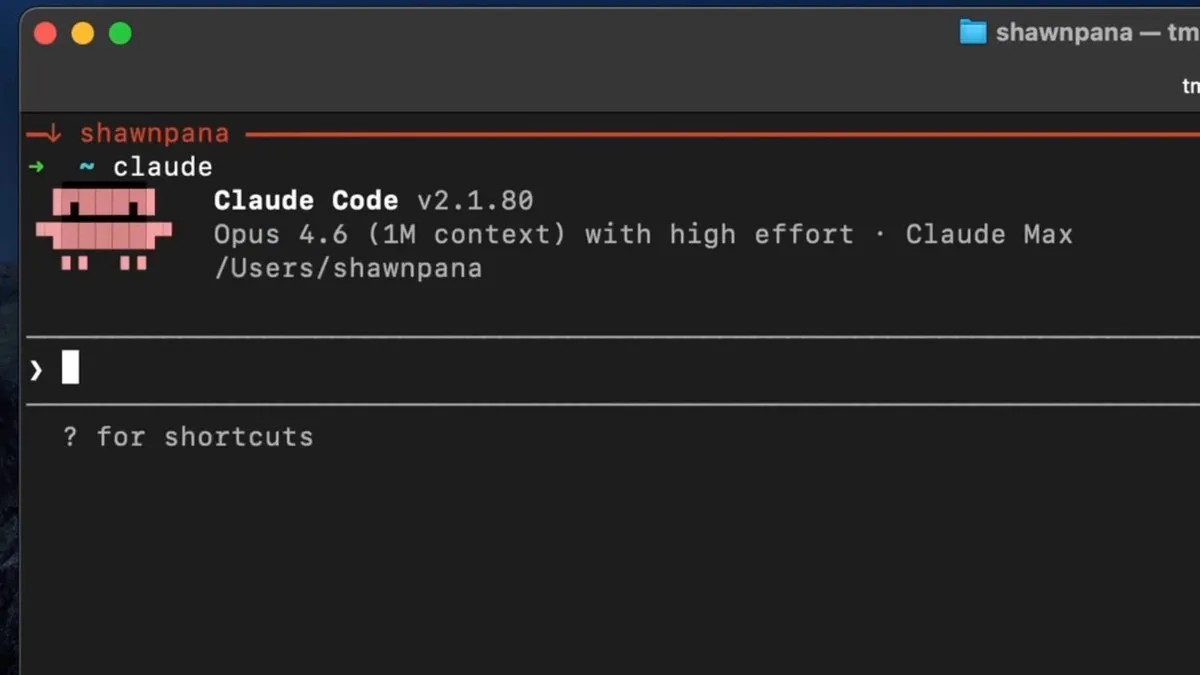 shawnpana — tm
tm
shawnpana
~ claude
Claude Code v2.1.80
Opus 4.6 (1M context) with high effort · Claude Max
/Users/shawnpana
❯
? for shortcuts